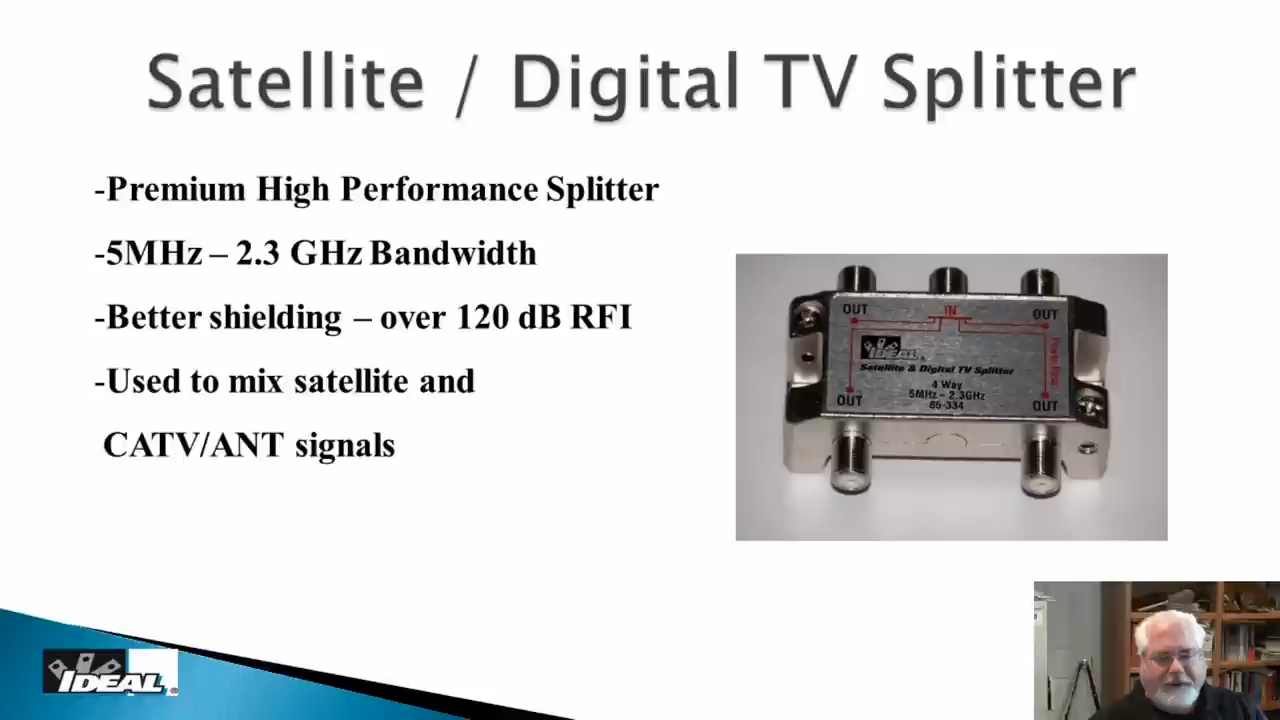 Satellite / Digital TV Splitter
-Premium High Performance Splitter
-5MHz – 2.3 GHz Bandwidth
-Better shielding – over 120 dB RFI
-Used to mix satellite and
CATV/ANT signals
OUT IN OUT
IDEAL
Satellite & Digital TV Splitter
4 Way
5MHz - 2.3GHz
85-334
OUT OUT
IDEAL